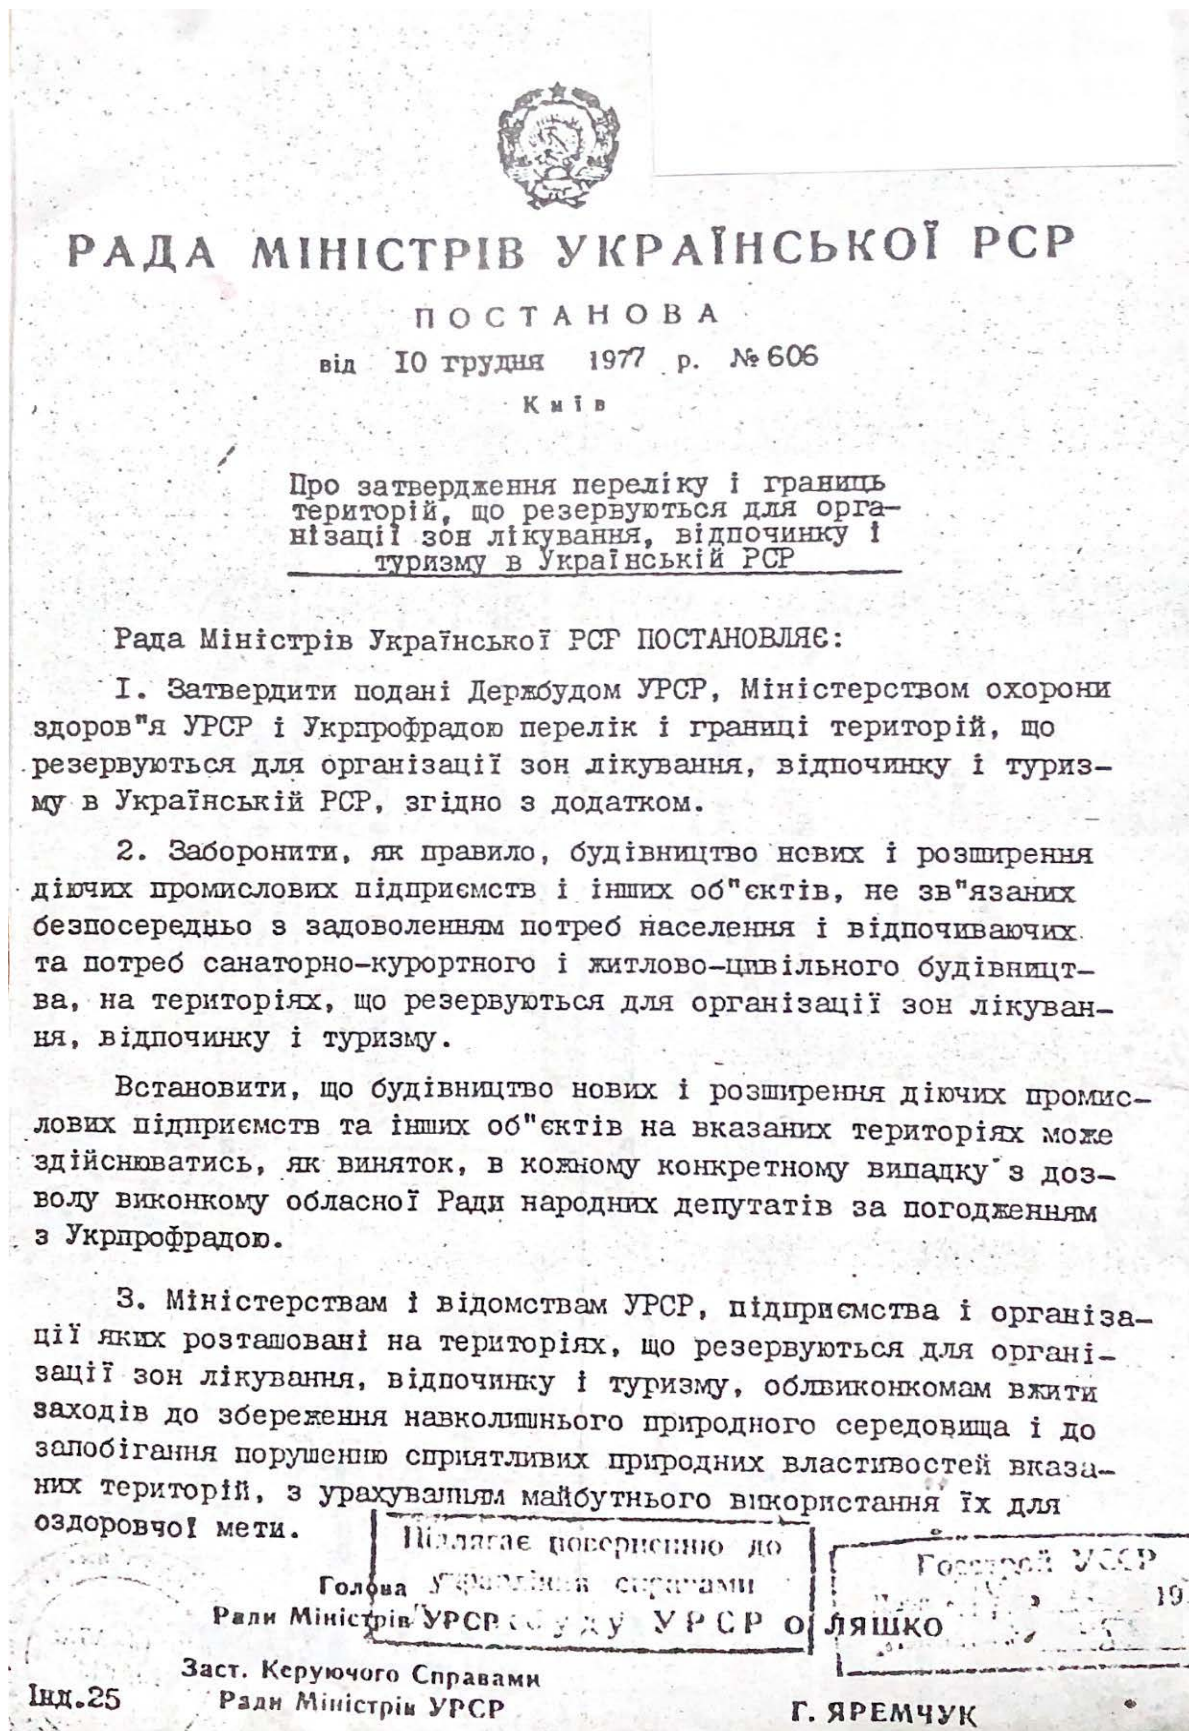 РАДА МІНІСТРІВ УКРАЇНСЬКОЇ РСР
ПОСТАНОВА
від 10 грудня 1977 р. № 606
Київ
Про затвердження переліку і границь
територій, що резервуються для орга-
нізації зон лікування, відпочинку і
туризму в Українській РСР
Рада Міністрів Української РСР ПОСТАНОВЛЯЄ:
I. Затвердити подані Держбудом УРСР, Міністерством охорони
здоров"я УРСР і Укрпрофрадою перелік і границі територій, що
резервуються для організації зон лікування, відпочинку і туриз-
му в Українській РСР, згідно з додатком.
2. Заборонити, як правило, будівництво нових і розширення
діючих промислових підприємств і інших об"єктів, не зв"язаних
безпосередньо з задоволенням потреб населення і відпочиваючих
та потреб санаторно-курортного і житлово-цивільного будівницт-
ва, на територіях, що резервуються для організації зон лікуван-
ня, відпочинку і туризму.
Встановити, що будівництво нових і розширення діючих промис-
лових підприємств та інших об"єктів на вказаних територіях може
здійснюватись, як виняток, в кожному конкретному випадку з доз-
волу виконкому обласної Ради народних депутатів за погодженням
з Укрпрофрадою.
3. Міністерствам і відомствам УРСР, підприємства і організа-
ції яких розташовані на територіях, що резервуються для органі-
зації зон лікування, відпочинку і туризму, облвиконкомам вжити
заходів до збереження навколишнього природного середовища і до
запобігання порушенню сприятливих природних властивостей вказа-
них територій, з урахуванням майбутнього використання їх для
оздоровчої мети.
Підлягає поверненню до
Управління справами
УРСР
Госстрой УССР
19
Голова
Ради Міністрів УРСР О ЛЯШКО
Заст. Керуючого Справами
Інд.25 Ради Міністрів УРСР Г. ЯРЕМЧУК